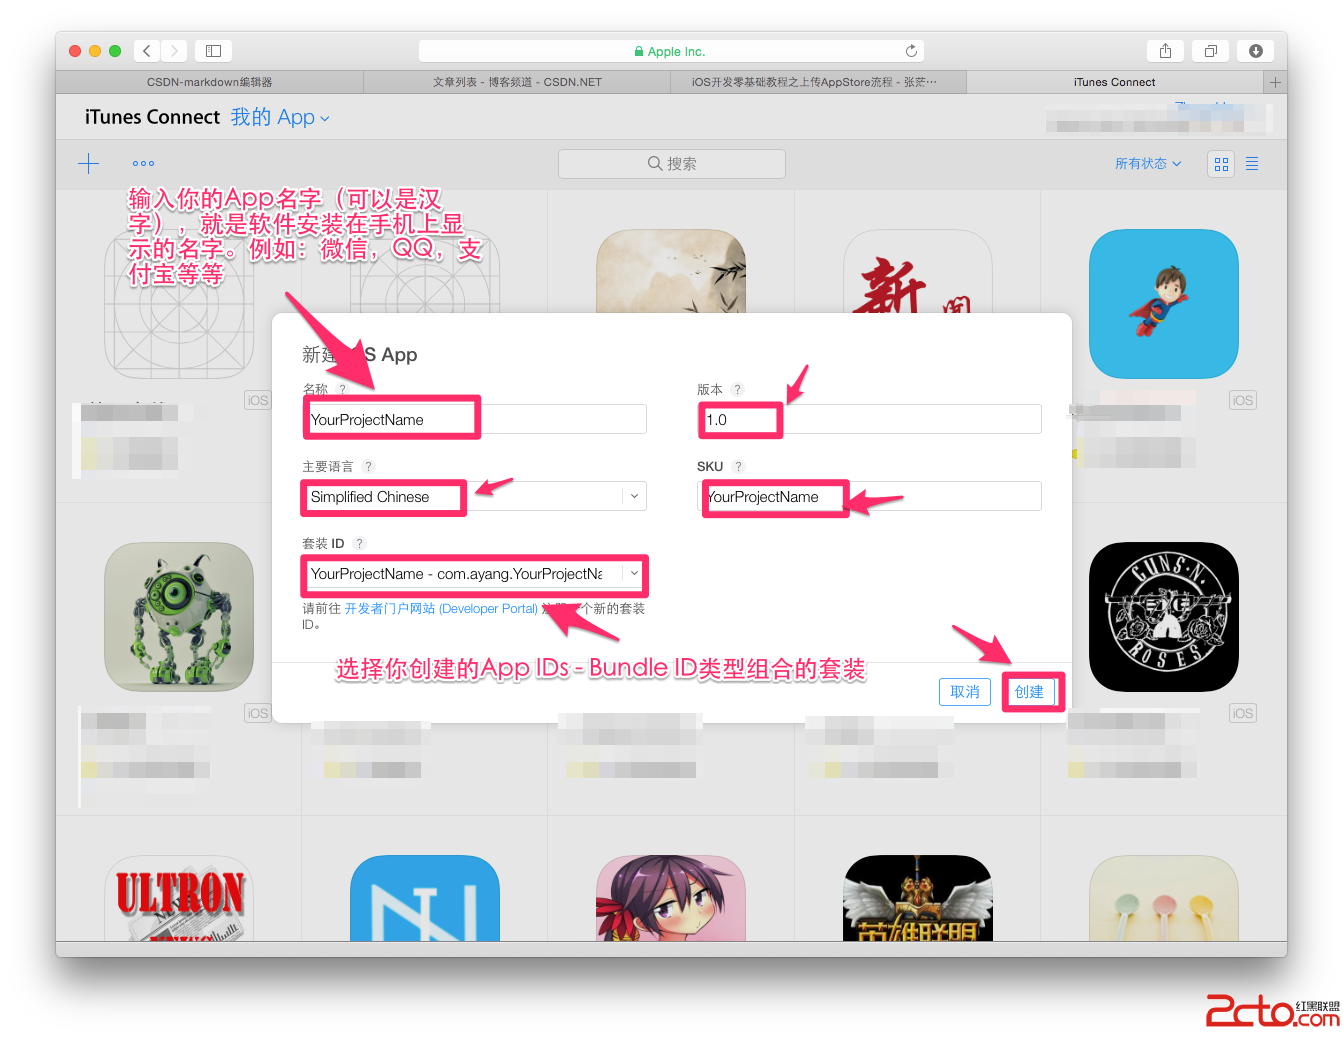 Apple Inc.
CSDN-markdown编辑器
文章列表 - 博客频道 - CSDN.NET
iOS开发零基础教程之上传AppStore流程 - 张茫…
iTunes Connect
iTunes Connect 我的 App
搜索
所有状态
输入你的App名字（可以是汉
字），就是软件安装在手机上显
示的名字。例如：微信，QQ，支
付宝等等
新
iOS
iOS
新建 S App
名称 ?
YourProjectName
版本 ?
1.0
主要语言 ?
Simplified Chinese
SKU ?
YourProjectName
套装 ID ?
YourProjectName - com.ayang.YourProjectNa
请前往 开发者门户网站 (Developer Portal) 个新的套装
ID。
选择你创建的App IDs - Bundle ID类型组合的套装
取消
创建
GUNS N'
ROSES
iOS
iOS
ULTRON
NEWS
N
英雄联盟
2cto.com
红黑联盟